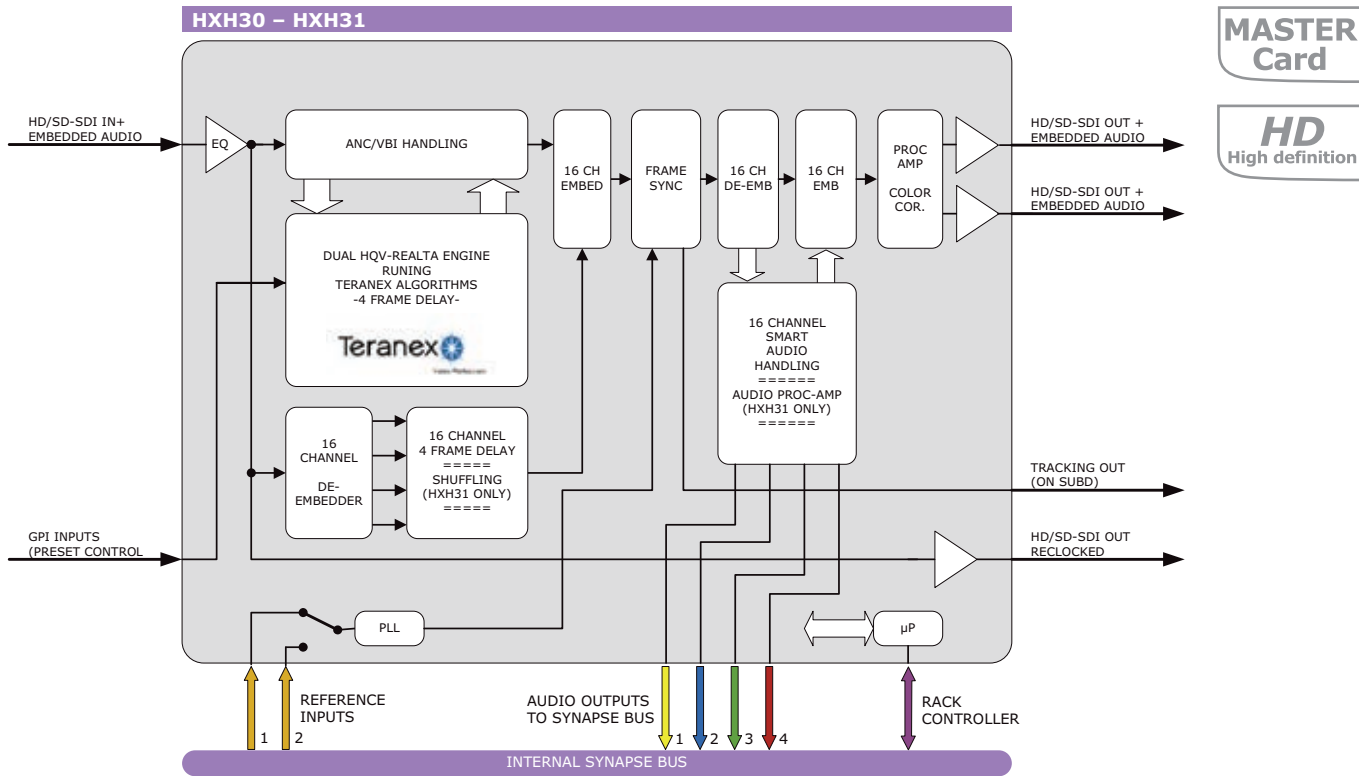 HXH30 – HXH31
MASTER
Card
HD
High definition
HD/SD-SDI IN+
EMBEDDED AUDIO
EQ
ANC/VBI HANDLING
16 CH
EMBED
FRAME
SYNC
16 CH
DE-EMB
16 CH
EMB
PROC
AMP
COLOR
COR.
HD/SD-SDI OUT +
EMBEDDED AUDIO
HD/SD-SDI OUT +
EMBEDDED AUDIO
DUAL HQV-REALTA ENGINE
RUNING
TERANEX ALGORITHMS
-4 FRAME DELAY-
Teranex
16 CHANNEL
SMART
AUDIO
HANDLING
======
AUDIO PROC-AMP
(HXH31 ONLY)
======
16
CHANNEL
DE-
EMBEDDER
16 CHANNEL
4 FRAME DELAY
=====
SHUFFLING
(HXH31 ONLY)
=====
TRACKING OUT
(ON SUBD)
GPI INPUTS
(PRESET CONTROL
HD/SD-SDI OUT
RECLOCKED
PLL
µP
REFERENCE
INPUTS
1
2
AUDIO OUTPUTS
TO SYNAPSE BUS
1
2
3
4
RACK
CONTROLLER
INTERNAL SYNAPSE BUS